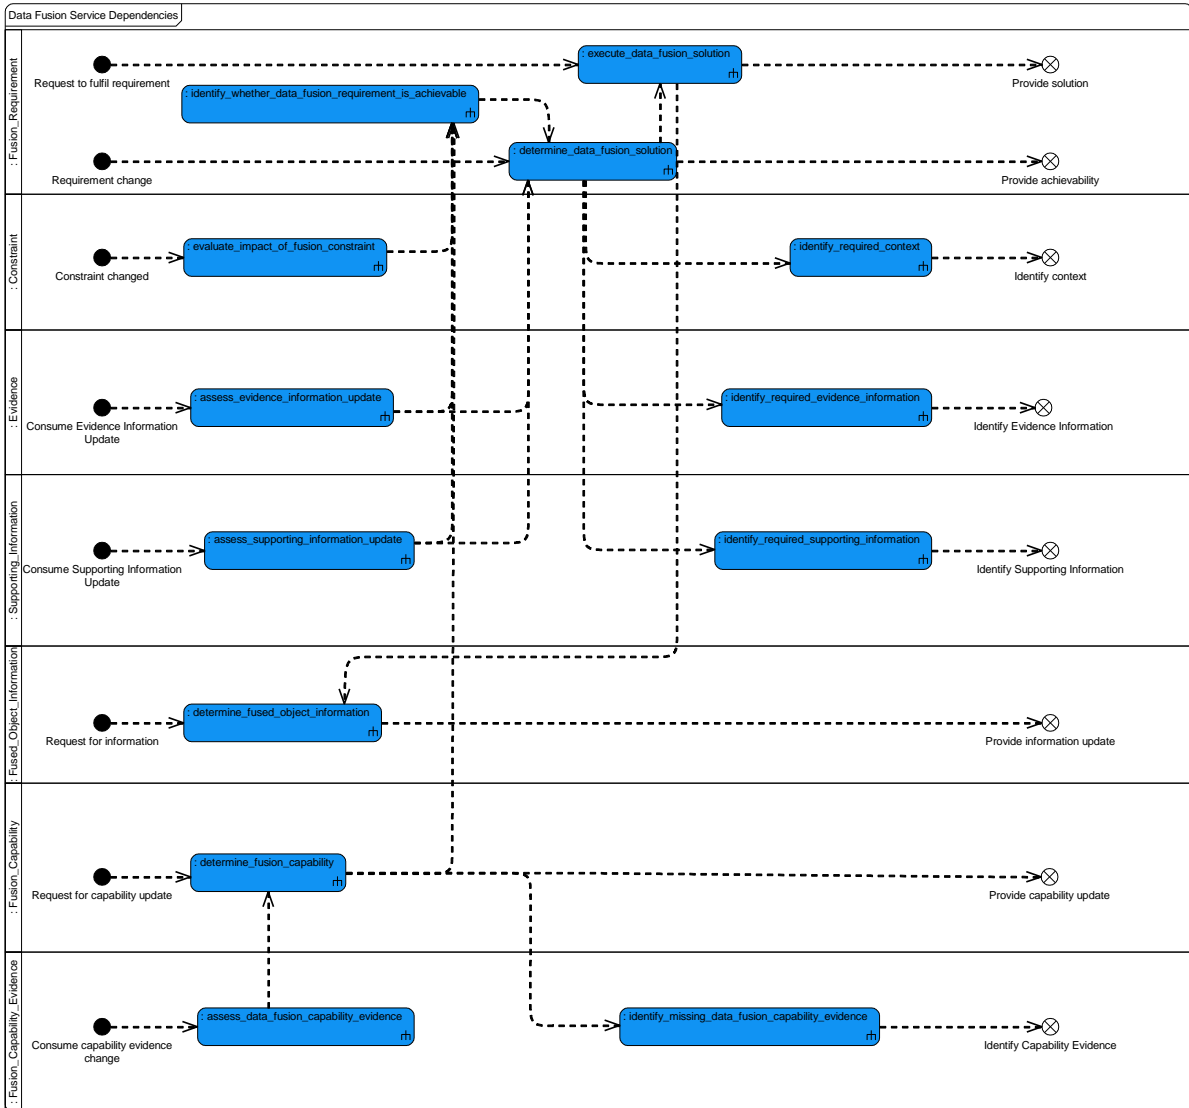 Data Fusion Service Dependencies
: Fusion_Requirement
: execute_data_fusion_solution
Request to fulfil requirement
Provide solution
: identify_whether_data_fusion_requirement_is_achievable
: determine_data_fusion_solution
Requirement change
Provide achievability
: Constraint
: evaluate_impact_of_fusion_constraint
: identify_required_context
Constraint changed
Identify context
: Evidence
: assess_evidence_information_update
: identify_required_evidence_information
Consume Evidence Information
Update
Identify Evidence Information
: Supporting_Information
: assess_supporting_information_update
: identify_required_supporting_information
Consume Supporting Information
Update
Identify Supporting Information
: Fused_Object_Information
: determine_fused_object_information
Request for information
Provide information update
: Fusion_Capability
: determine_fusion_capability
Request for capability update
Provide capability update
: Fusion_Capability_Evidence
: assess_data_fusion_capability_evidence
: identify_missing_data_fusion_capability_evidence
Consume capability evidence
change
Identify Capability Evidence